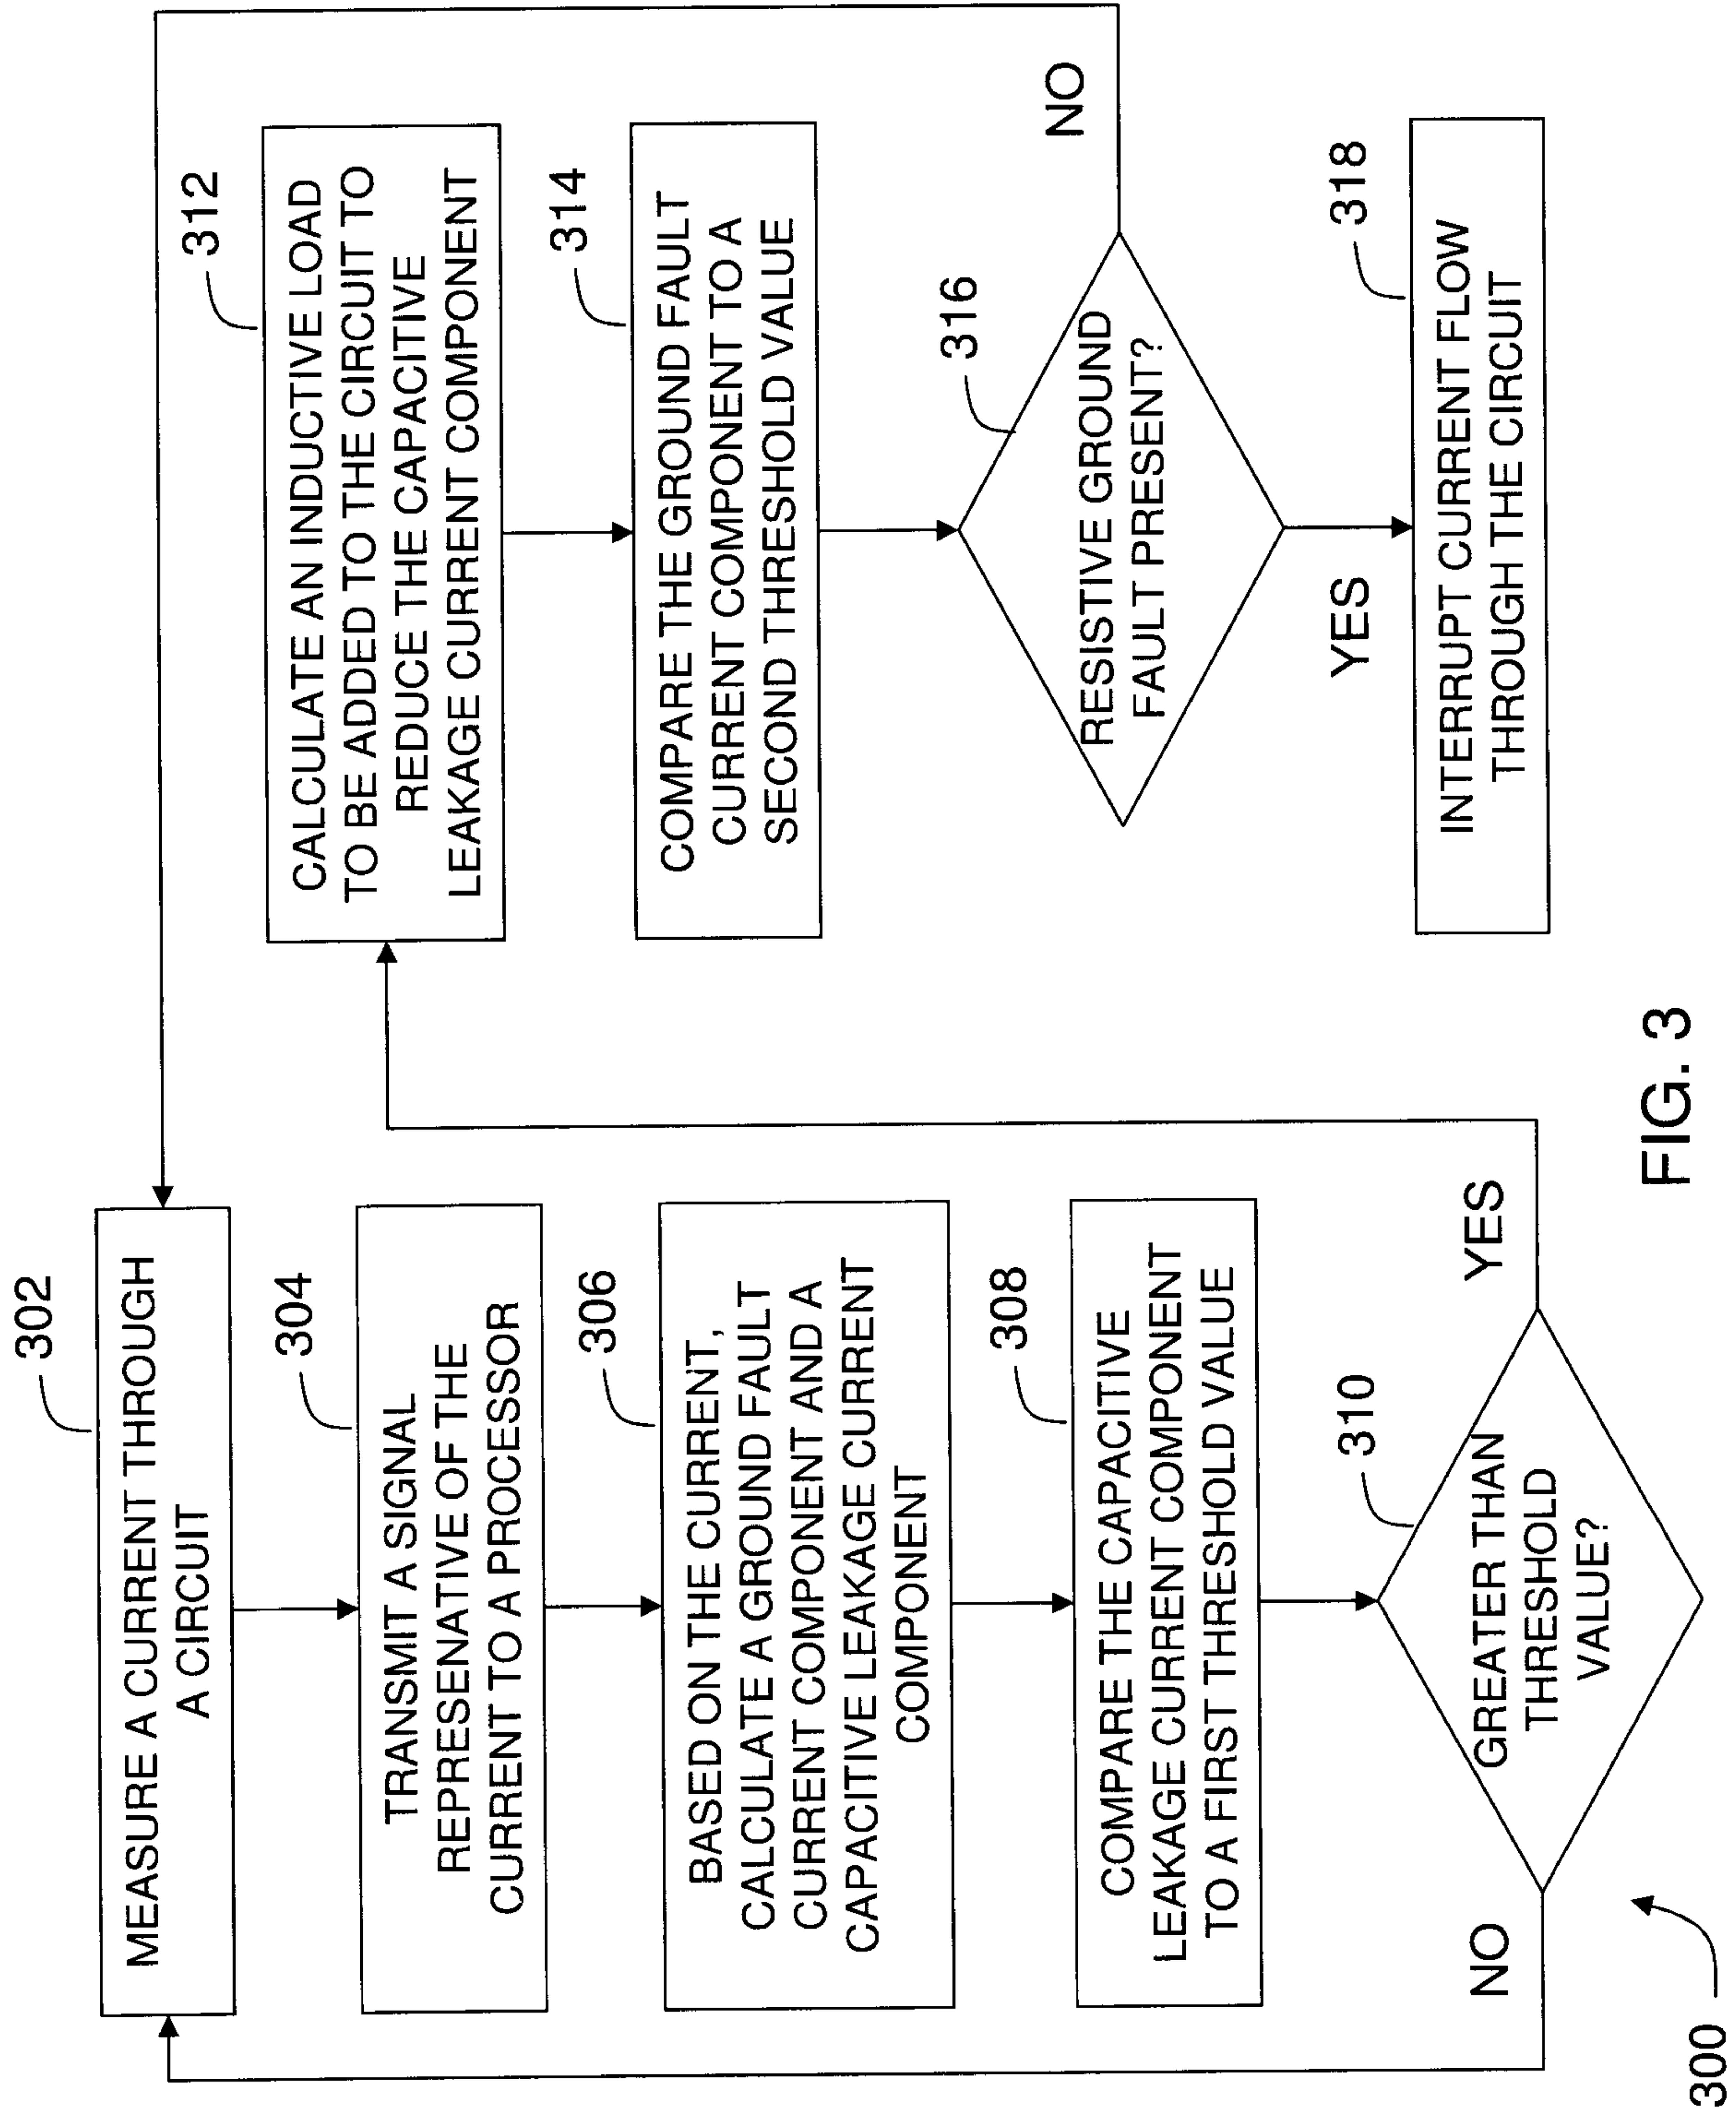 302
MEASURE A CURRENT THROUGH
A CIRCUIT
304
TRANSMIT A SIGNAL
REPRESENATIVE OF THE
CURRENT TO A PROCESSOR
306
BASED ON THE CURRENT,
CALCULATE A GROUND FAULT
CURRENT COMPONENT AND A
CAPACITIVE LEAKAGE CURRENT
COMPONENT
308
COMPARE THE CAPACITIVE
LEAKAGE CURRENT COMPONENT
TO A FIRST THRESHOLD VALUE
310
GREATER THAN
THRESHOLD
VALUE?
NO
YES
300
312
CALCULATE AN INDUCTIVE LOAD
TO BE ADDED TO THE CIRCUIT TO
REDUCE THE CAPACITIVE
LEAKAGE CURRENT COMPONENT
314
COMPARE THE GROUND FAULT
CURRENT COMPONENT TO A
SECOND THRESHOLD VALUE
316
RESISTIVE GROUND
FAULT PRESENT?
NO
YES
318
INTERRUPT CURRENT FLOW
THROUGH THE CIRCUIT
FIG. 3